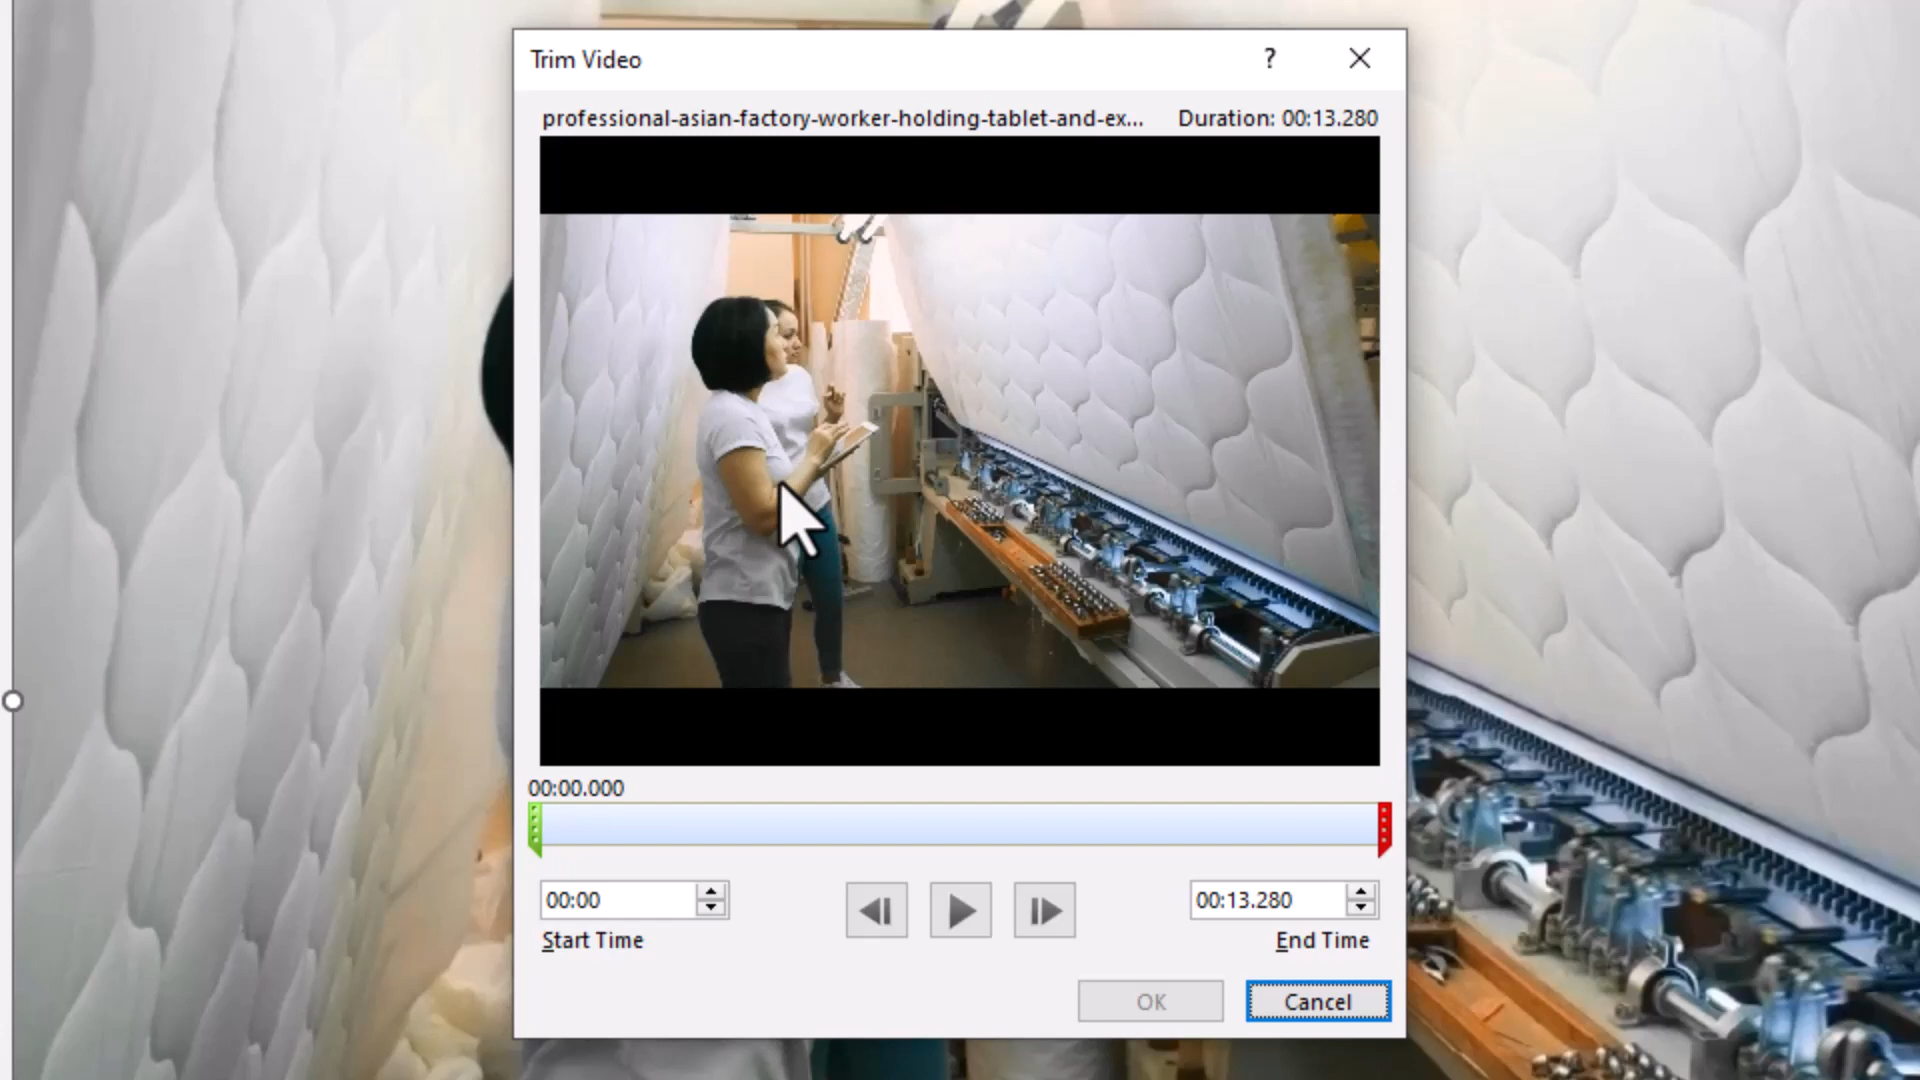 Trim Video
?
professional-asian-factory-worker-holding-tablet-and-ex... Duration: 00:13.280
00:00.000
00:00
00:13.280
Start Time
End Time
OK
Cancel